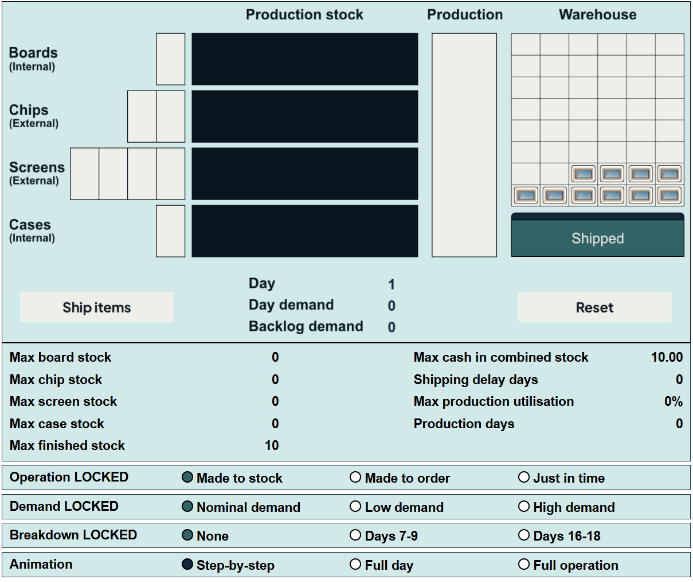 Production stock Production Warehouse
Boards
(Internal)
Chips
(External)
Screens
(External)
Cases
(Internal)
Shipped
Day 1
Day demand 0
Backlog demand 0
Ship items
Reset
Max board stock 0 Max cash in combined stock 10.00
Max chip stock 0 Shipping delay days 0
Max screen stock 0 Max production utilisation 0%
Max case stock 0 Production days 0
Max finished stock 10
Operation LOCKED Made to stock Made to order Just in time
Demand LOCKED Nominal demand Low demand High demand
Breakdown LOCKED None Days 7-9 Days 16-18
Animation Step-by-step Full day Full operation